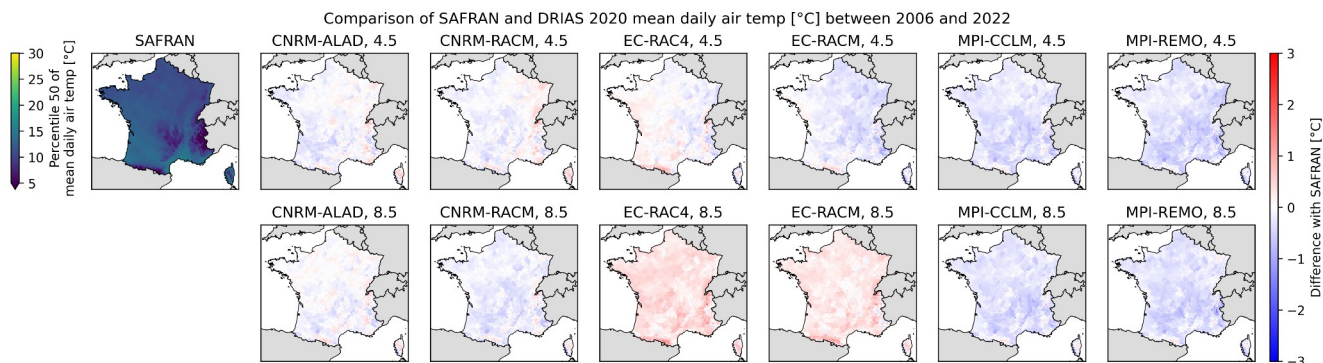 Comparison of SAFRAN and DRIAS 2020 mean daily air temp [°C] between 2006 and 2022
SAFRAN
CNRM-ALAD, 4.5
CNRM-RACM, 4.5
EC-RAC4, 4.5
EC-RACM, 4.5
MPI-CCLM, 4.5
MPI-REMO, 4.5
30
25
20
15
10
5
Percentile 50 of
mean daily air temp [°C]
CNRM-ALAD, 8.5
CNRM-RACM, 8.5
EC-RAC4, 8.5
EC-RACM, 8.5
MPI-CCLM, 8.5
MPI-REMO, 8.5
3
2
1
0
−1
−2
−3
Difference with SAFRAN [°C]